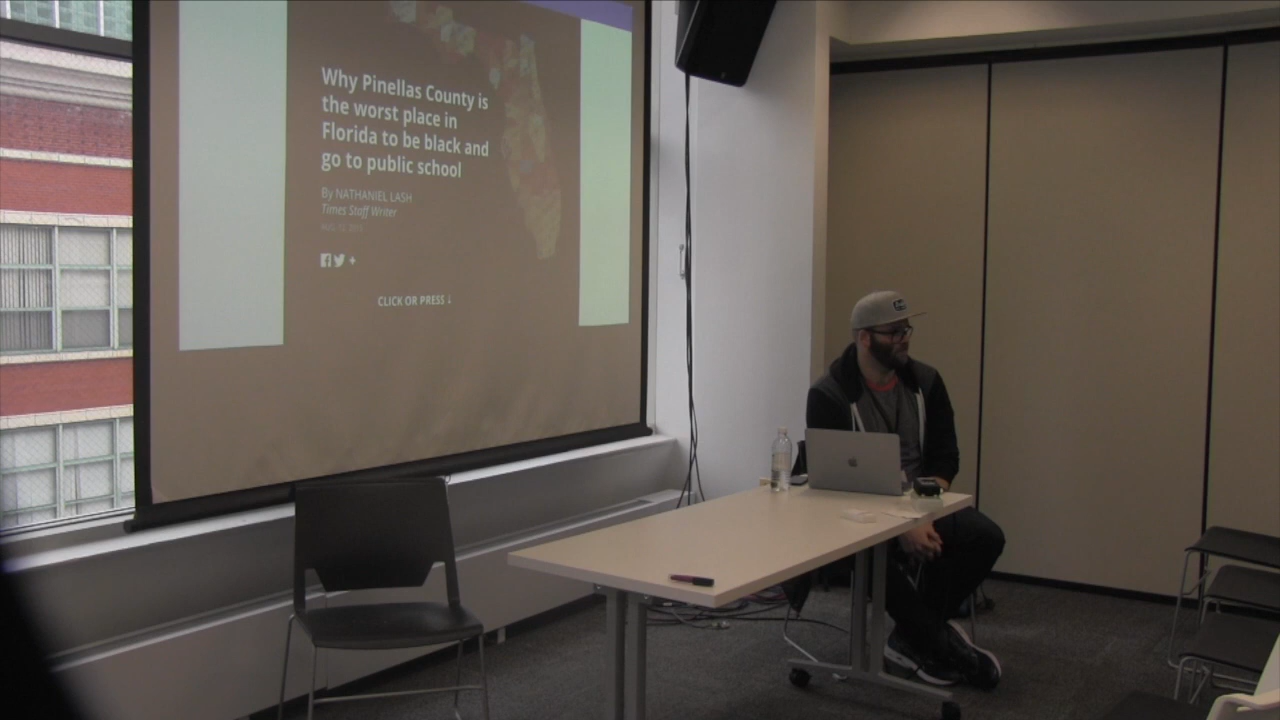 Why Pinellas County is
the worst place in
Florida to be black and
go to public school
By NATHANIEL LASH
Times Staff Writer
CLICK OR PRESS ↓